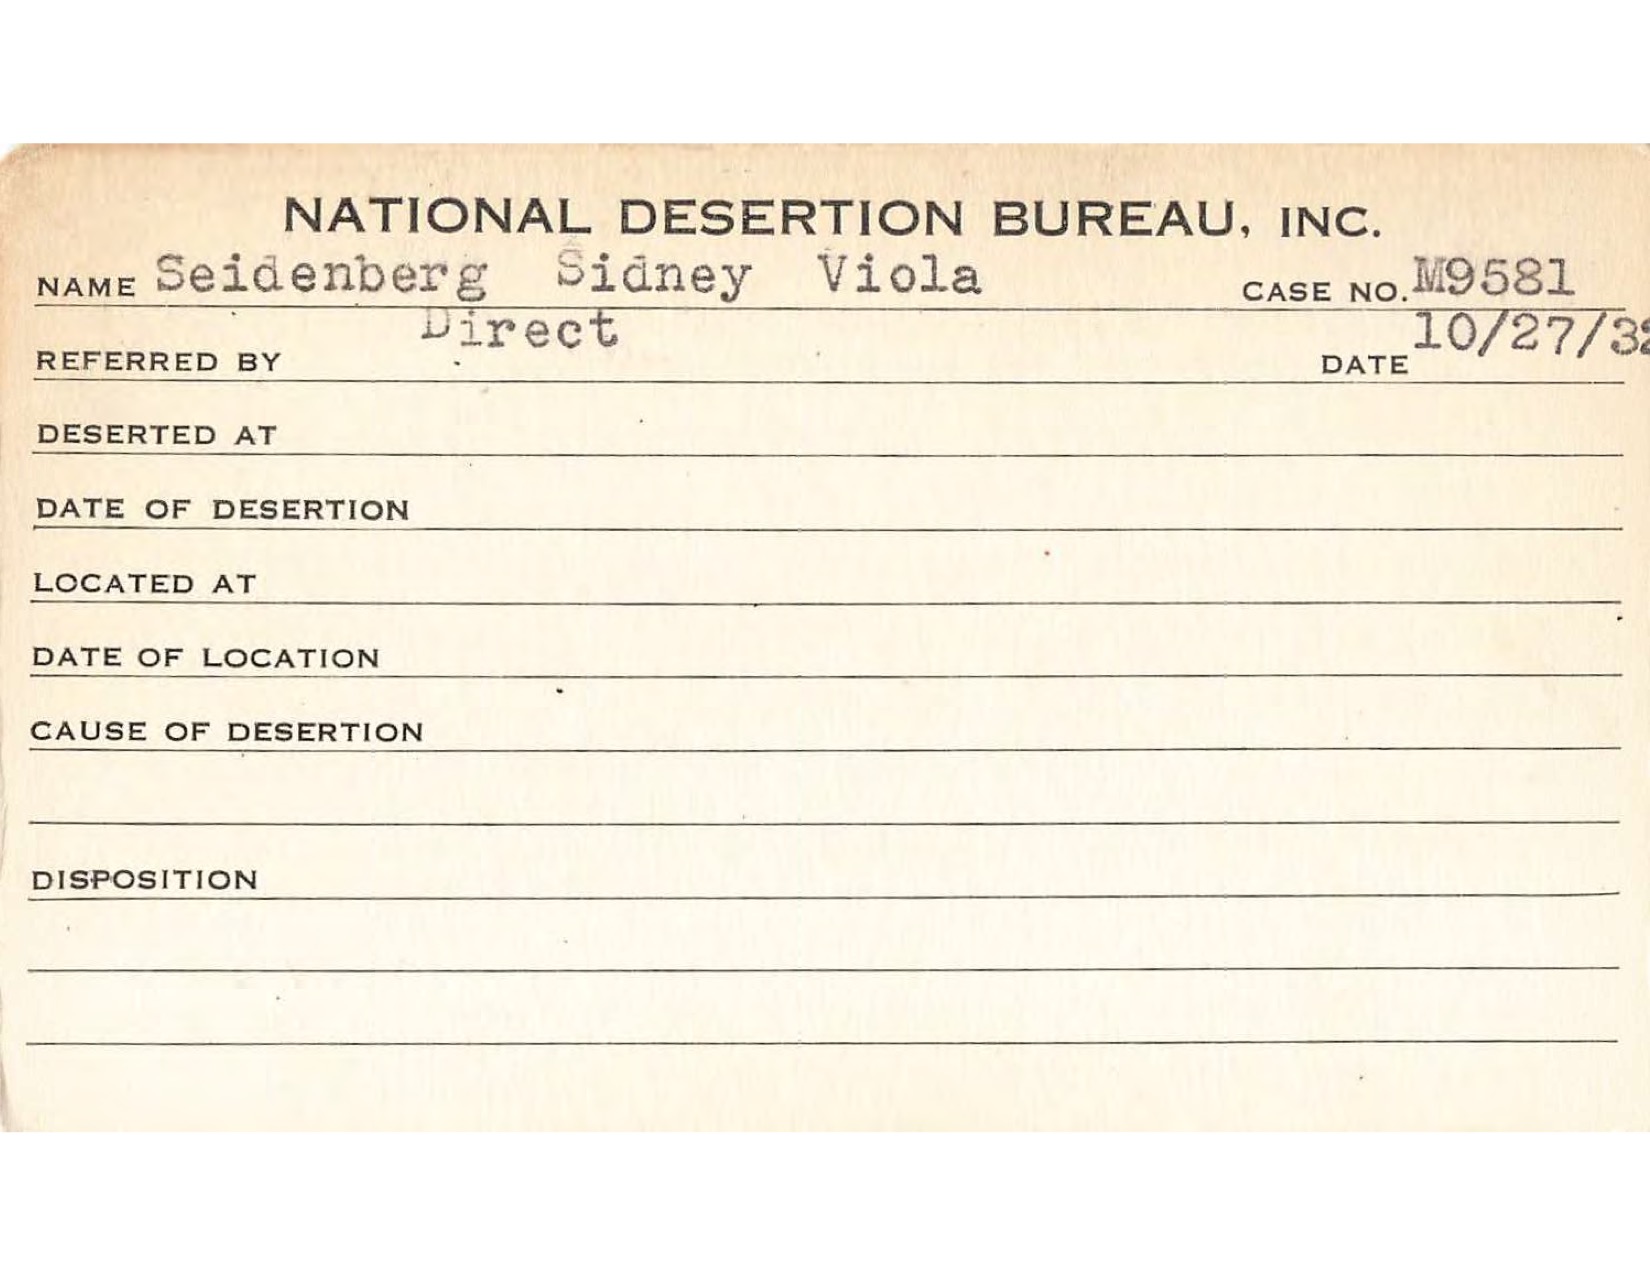 NATIONAL DESERTION BUREAU, INC.
NAME Seidenberg Sidney Viola CASE NO. M9581
REFERRED BY Direct DATE 10/27/32
DESERTED AT
DATE OF DESERTION
LOCATED AT
DATE OF LOCATION
CAUSE OF DESERTION
DISPOSITION